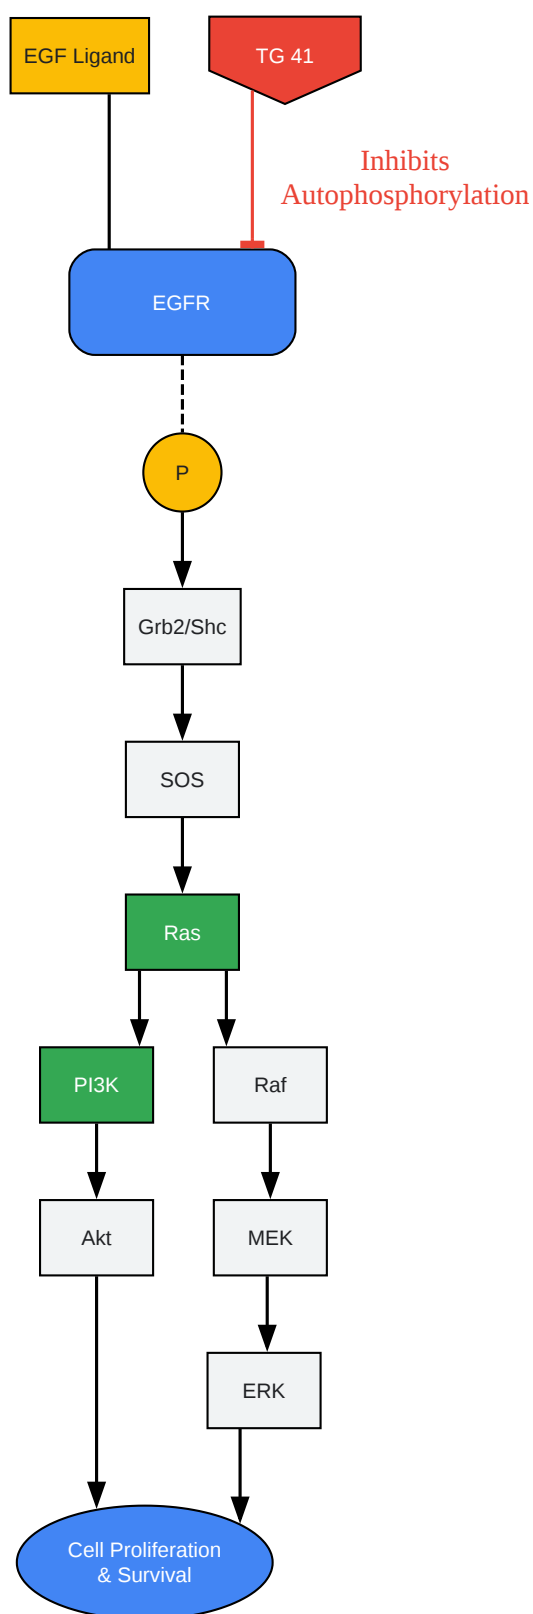 EGF Ligand
TG 41
Inhibits
Autophosphorylation
EGFR
P
Grb2/Shc
SOS
Ras
PI3K
Raf
Akt
MEK
ERK
Cell Proliferation
& Survival